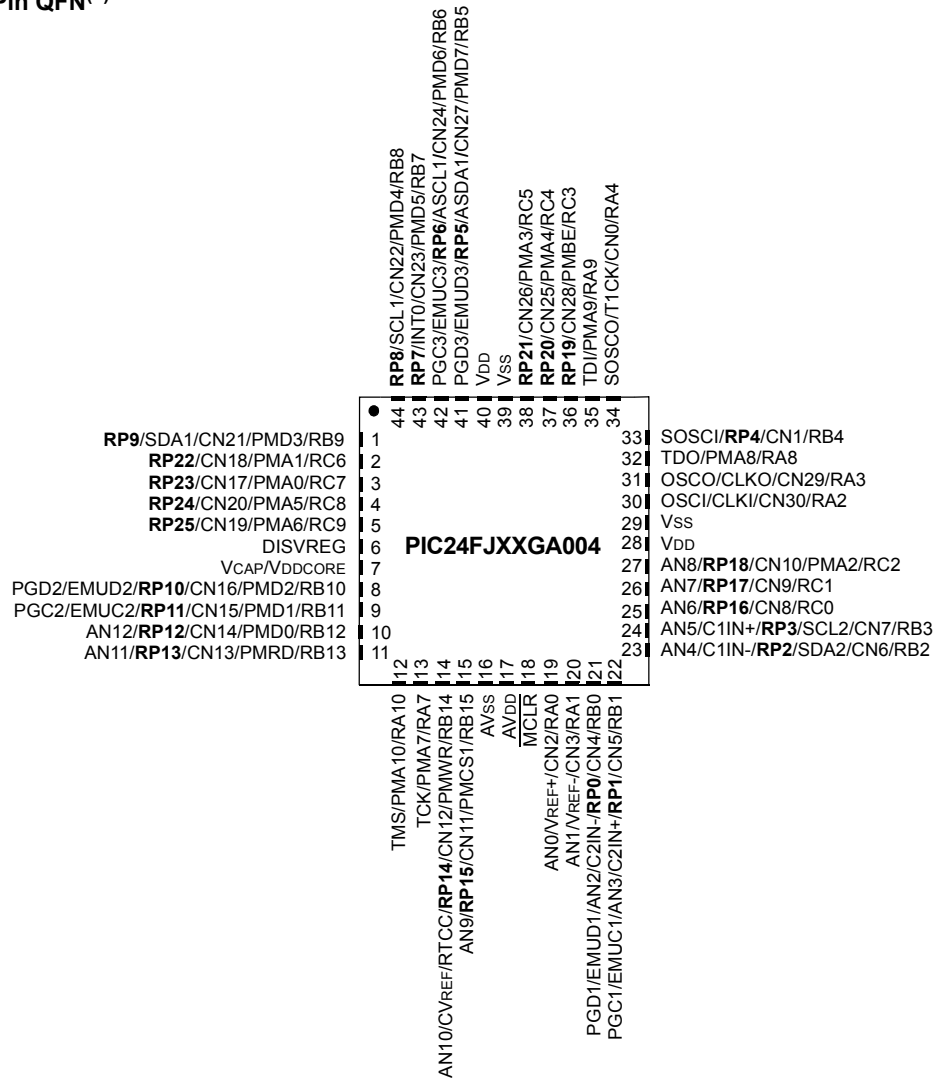 Pin QFN
RP8/SCL1/CN22/PMD4/RB8
RP7/INT0/CN23/PMD5/RB7
PGC3/EMUC3/RP6/ASCL1/CN24/PMD6/RB6
PGD3/EMUD3/RP5/ASDA1/CN27/PMD7/RB5
VDD
VSS
RP21/CN26/PMA3/RC5
RP20/CN25/PMA4/RC4
RP19/CN28/PMBE/RC3
TDI/PMA9/RA9
SOSCO/T1CK/CN0/RA4
44
43
42
41
40
39
38
37
36
35
34
RP9/SDA1/CN21/PMD3/RB9 1
RP22/CN18/PMA1/RC6 2
RP23/CN17/PMA0/RC7 3
RP24/CN20/PMA5/RC8 4
RP25/CN19/PMA6/RC9 5
DISVREG 6
VCAP/VDDCORE 7
PGD2/EMUD2/RP10/CN16/PMD2/RB10 8
PGC2/EMUC2/RP11/CN15/PMD1/RB11 9
AN12/RP12/CN14/PMD0/RB12 10
AN11/RP13/CN13/PMRD/RB13 11
PIC24FJXXGA004
33 SOSCI/RP4/CN1/RB4
32 TDO/PMA8/RA8
31 OSCO/CLKO/CN29/RA3
30 OSCI/CLKI/CN30/RA2
29 VSS
28 VDD
27 AN8/RP18/CN10/PMA2/RC2
26 AN7/RP17/CN9/RC1
25 AN6/RP16/CN8/RC0
24 AN5/C1IN+/RP3/SCL2/CN7/RB3
23 AN4/C1IN-/RP2/SDA2/CN6/RB2
12
13
14
15
16
17
18
19
20
21
22
TMS/PMA10/RA10
TCK/PMA7/RA7
AN10/CVREF/RTCC/RP14/CN12/PMWR/RB14
AN9/RP15/CN11/PMCS1/RB15
AVSS
AVDD
MCLR
AN0/VREF+/CN2/RA0
AN1/VREF-/CN3/RA1
PGD1/EMUD1/AN2/C2IN-/RP0/CN4/RB0
PGC1/EMUC1/AN3/C2IN+/RP1/CN5/RB1